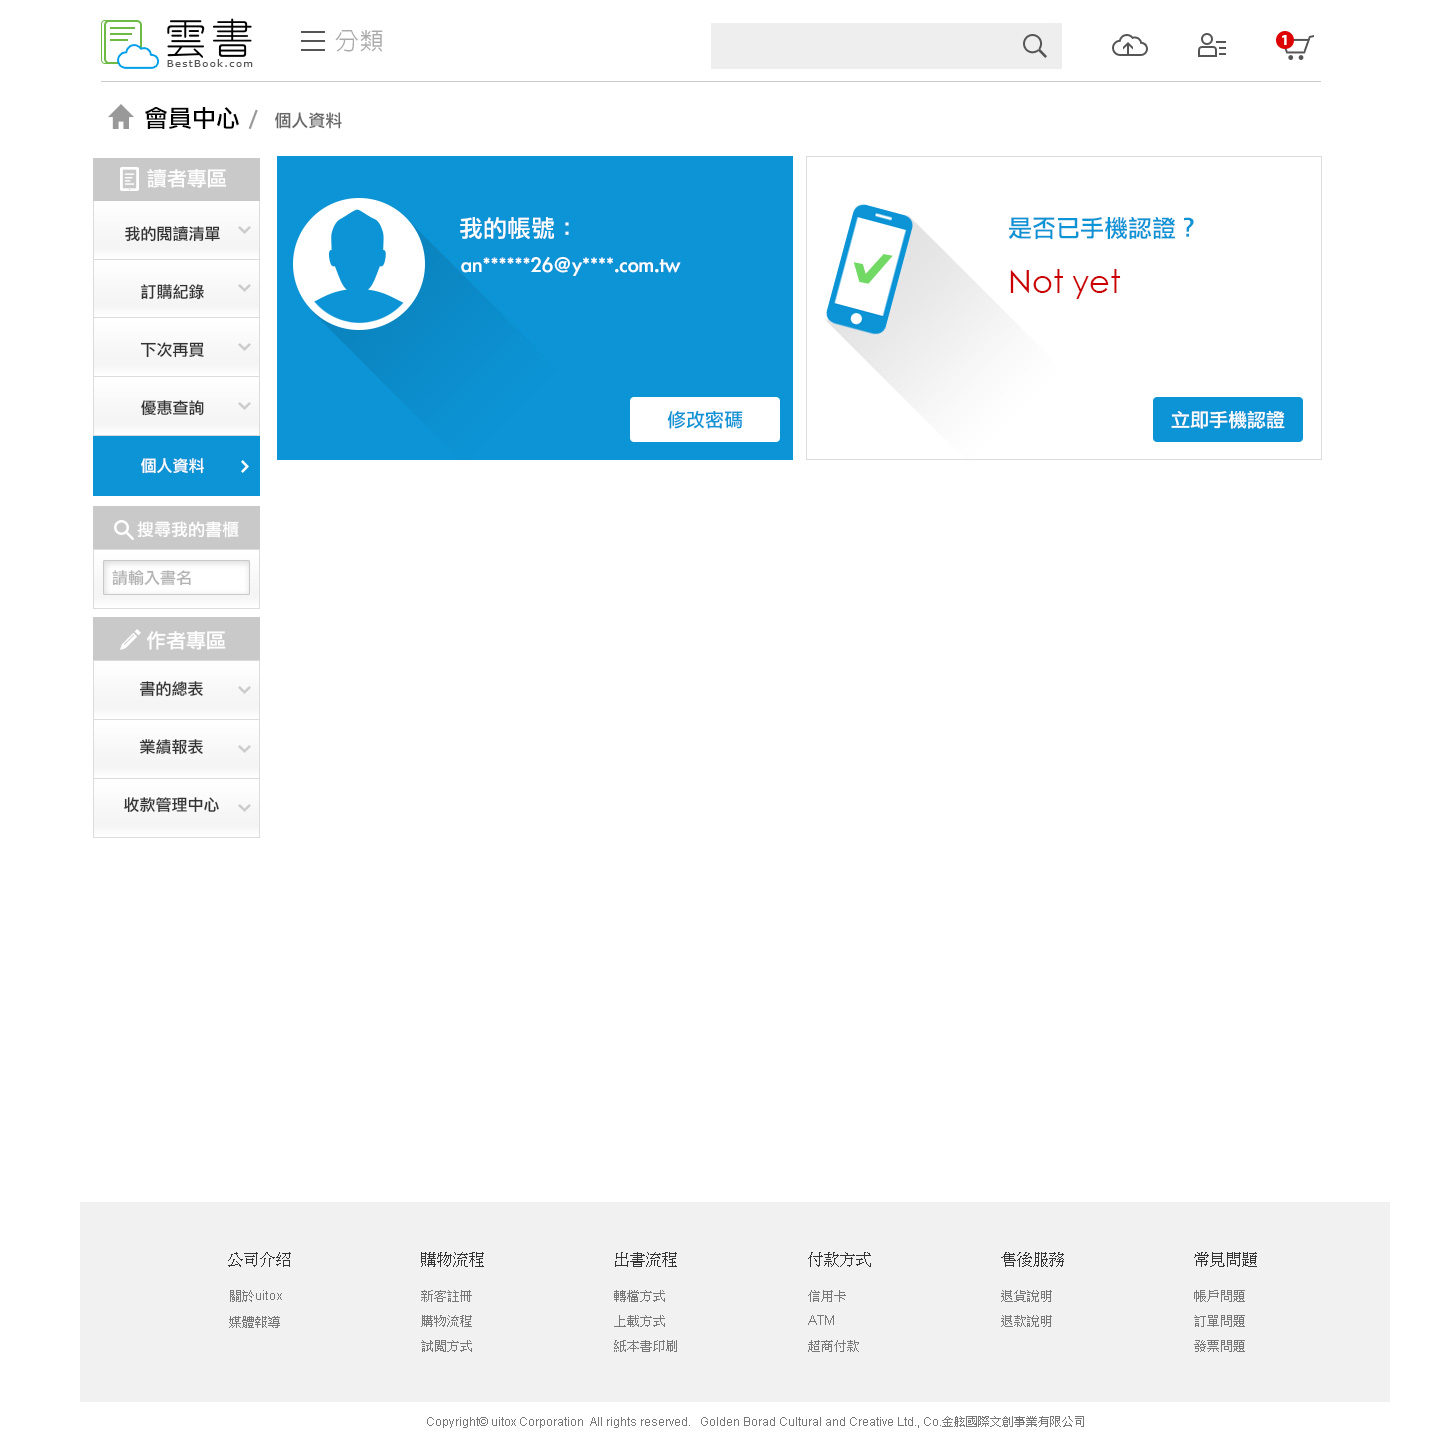 雲書
BestBook.com
分類
1
會員中心 / 個人資料
讀者專區
我的閱讀清單
訂購紀錄
下次再買
優惠查詢
個人資料
搜尋我的書櫃
請輸入書名
作者專區
書的總表
業績報表
收款管理中心
我的帳號：
an******26@y****.com.tw
修改密碼
是否已手機認證？
Not yet
立即手機認證
公司介紹
關於uitox
媒體報導
購物流程
新客註冊
購物流程
試閱方式
出書流程
轉檔方式
上載方式
紙本書印刷
付款方式
信用卡
ATM
超商付款
售後服務
退貨說明
退款說明
常見問題
帳戶問題
訂單問題
發票問題
Copyright© uitox Corporation All rights reserved. Golden Borad Cultural and Creative Ltd., Co.金舷國際文創事業有限公司